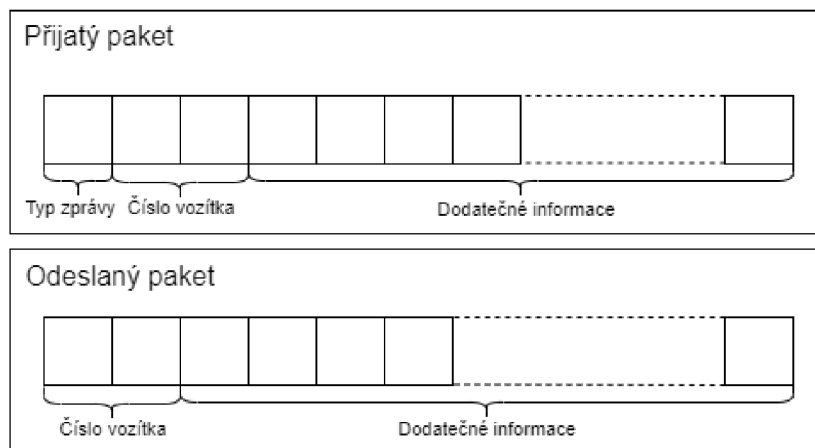 Přijatý paket
Typ zprávy Číslo vozítka Dodatečné informace
Odeslaný paket
Číslo vozítka Dodatečné informace